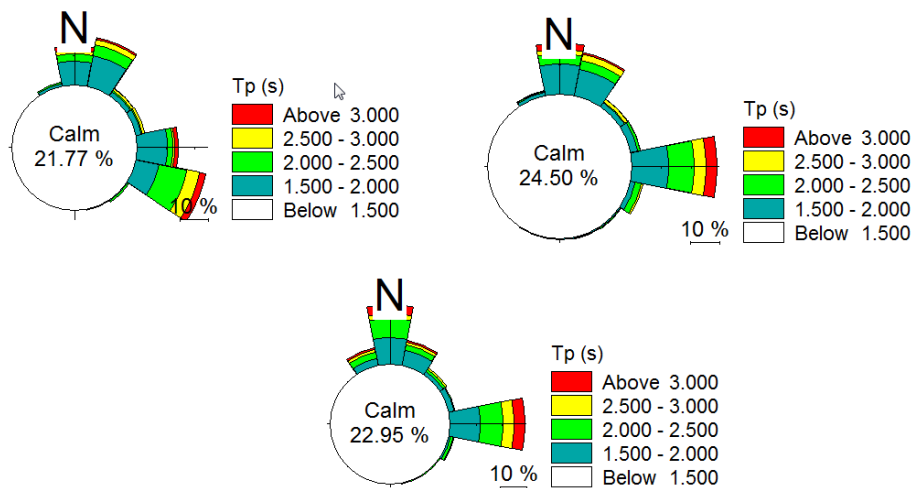 N
Calm
21.77 %
10 %
Tp (s)
Above 3.000
2.500 - 3.000
2.000 - 2.500
1.500 - 2.000
Below 1.500
N
Calm
24.50 %
10 %
Tp (s)
Above 3.000
2.500 - 3.000
2.000 - 2.500
1.500 - 2.000
Below 1.500
N
Calm
22.95 %
10 %
Tp (s)
Above 3.000
2.500 - 3.000
2.000 - 2.500
1.500 - 2.000
Below 1.500